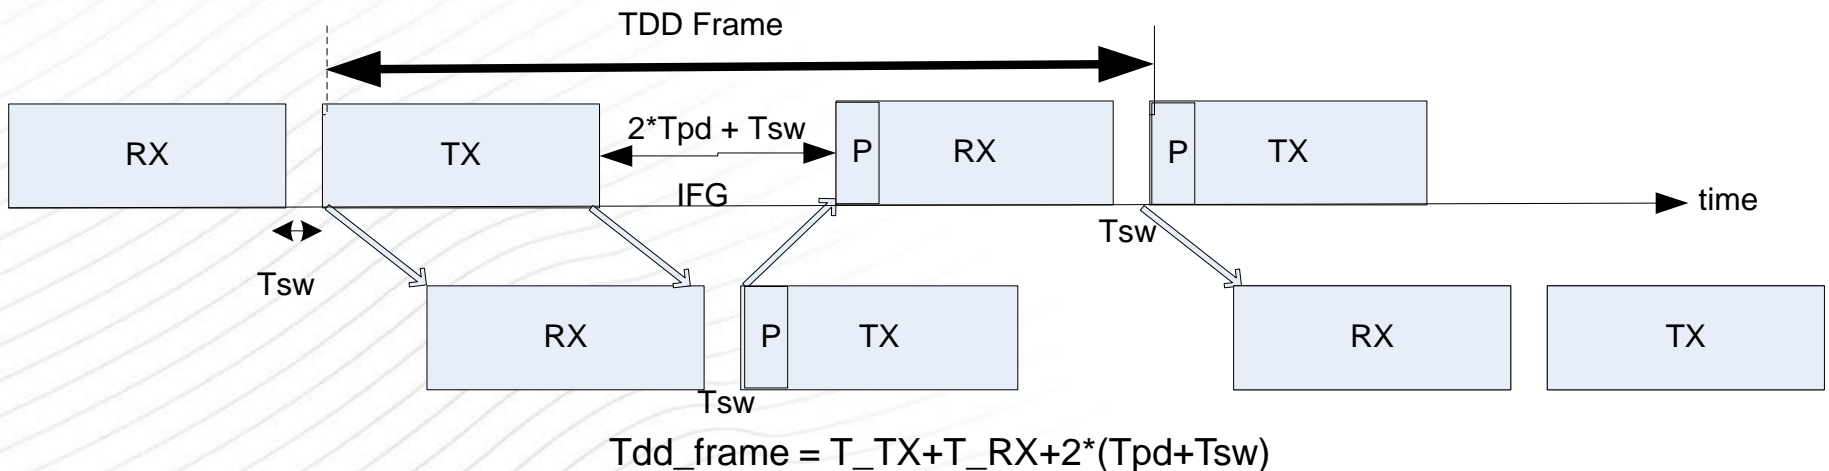 TDD Frame
2*Tpd + Tsw
RX
TX
P
RX
P
TX
IFG
time
Tsw
Tsw
RX
P
TX
RX
TX
Tsw
Tdd_frame = T_TX+T_RX+2*(Tpd+Tsw)